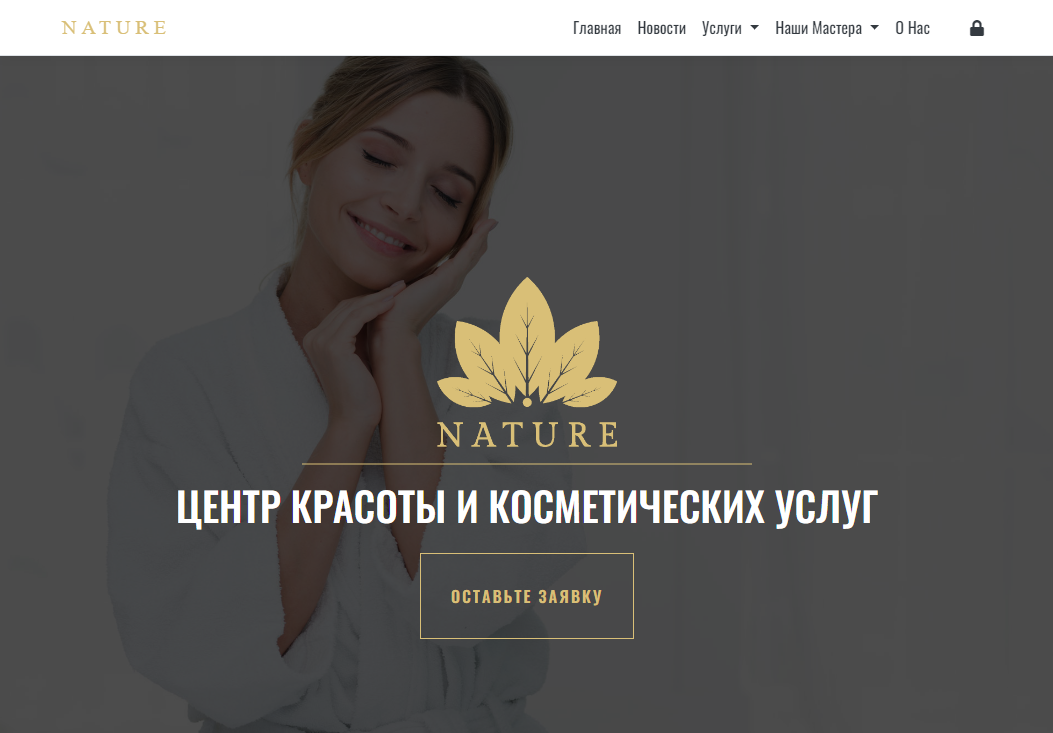 NATURE
Главная Новости Услуги Наши Мастера О Нас
NATURE
ЦЕНТР КРАСОТЫ И КОСМЕТИЧЕСКИХ УСЛУГ
ОСТАВЬТЕ ЗАЯВКУ